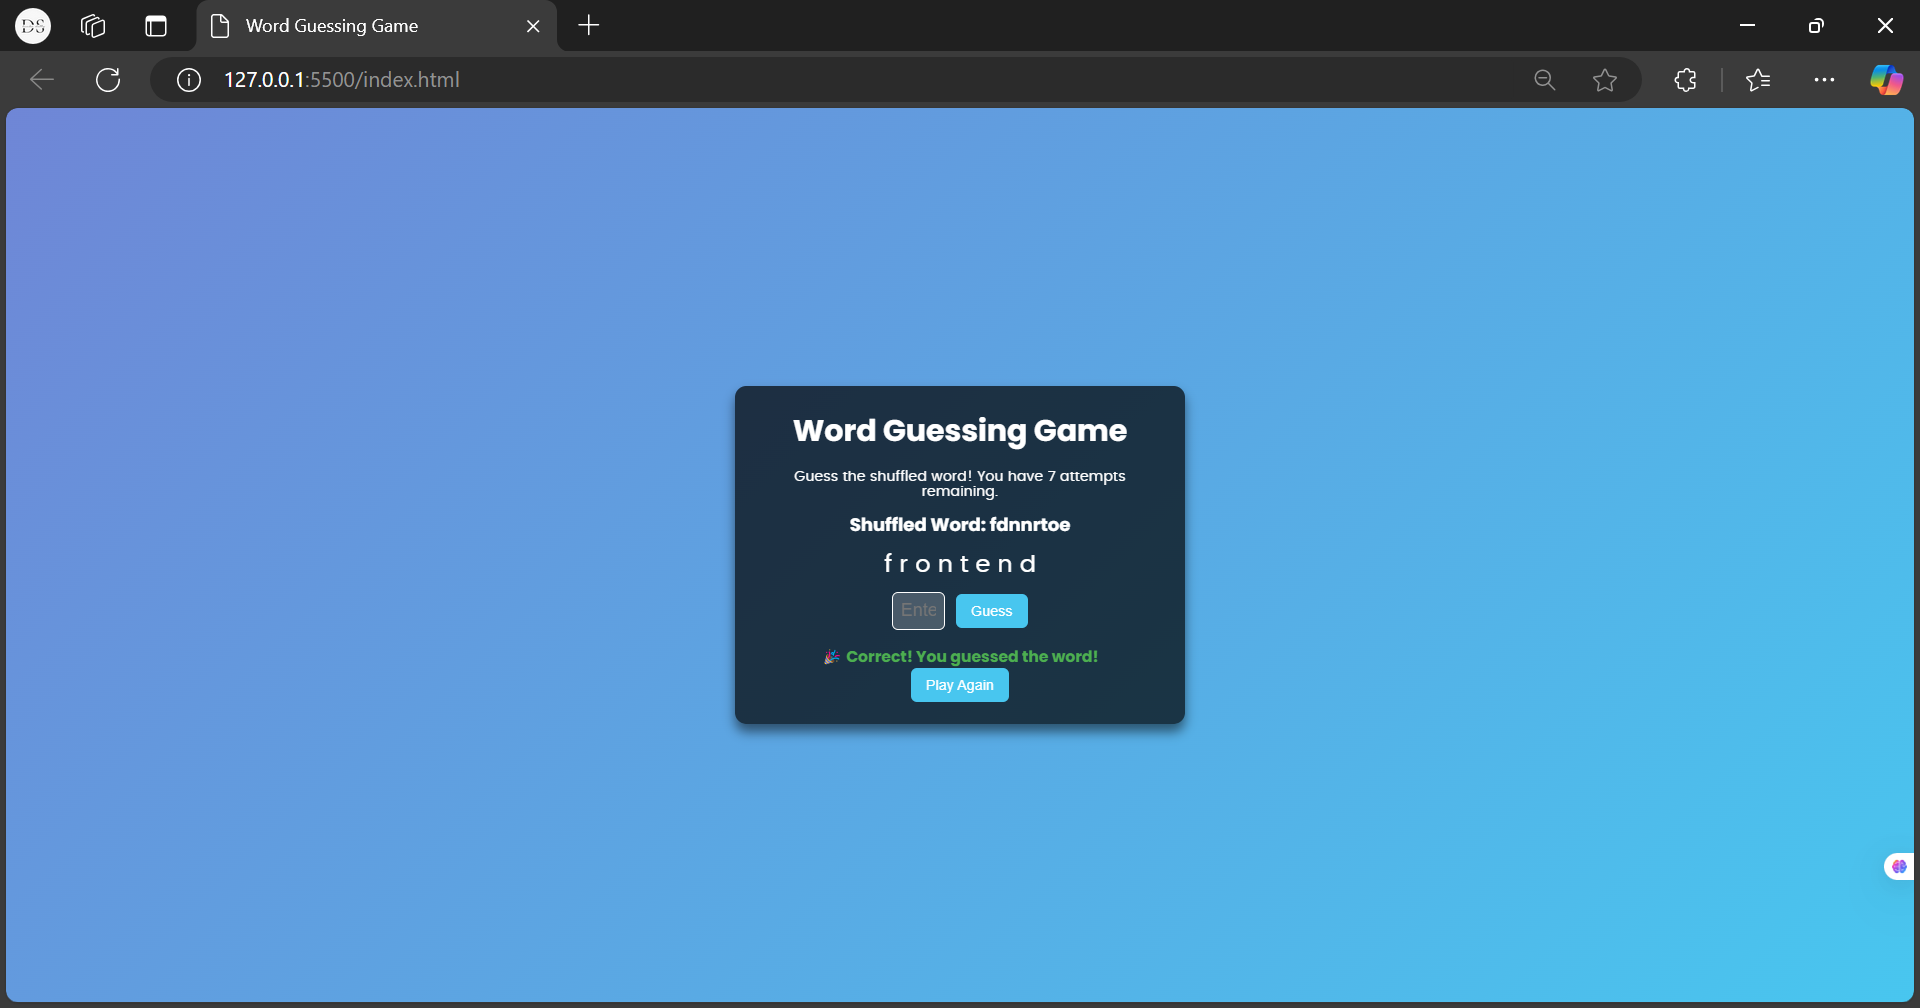 DS
Word Guessing Game
127.0.0.1:5500/index.html
Word Guessing Game
Guess the shuffled word! You have 7 attempts
remaining.
Shuffled Word: fdnnrtoe
frontend
Ente Guess
🎉 Correct! You guessed the word!
Play Again